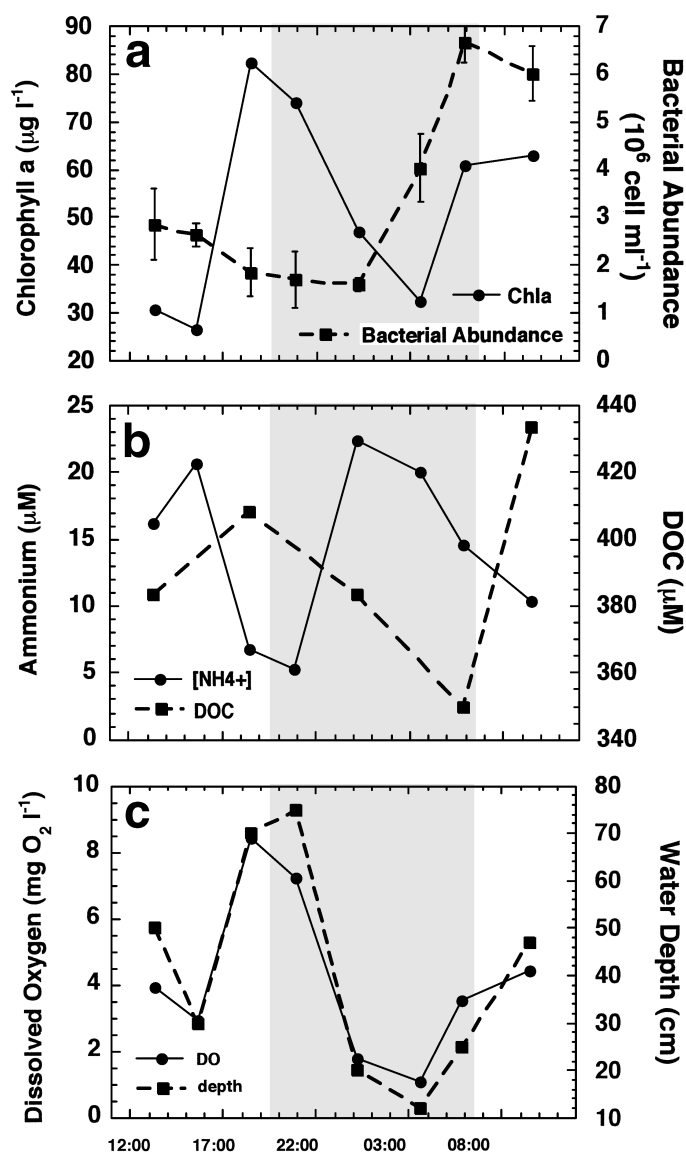 a
Chlorophyll a (μg l⁻¹)
90
80
70
60
50
40
30
20
7
6
5
4
3
2
1
0
Bacterial Abundance
(10⁶ cell ml⁻¹)
Chla
Bacterial Abundance
b
Ammonium (μM)
25
20
15
10
5
0
440
420
400
380
360
340
DOC (μM)
[NH4+]
DOC
c
Dissolved Oxygen (mg O₂ l⁻¹)
10
8
6
4
2
0
80
70
60
50
40
30
20
10
Water Depth (cm)
DO
depth
12:00 17:00 22:00 03:00 08:00